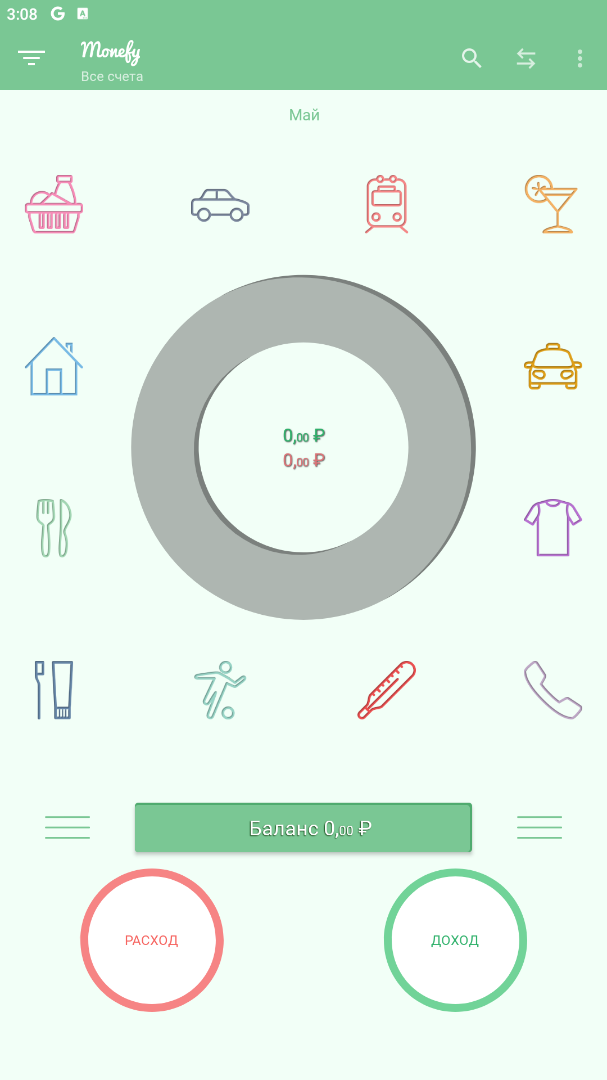 3:08
Monefy
Все счета
Май
0,00 ₽
0,00 ₽
Баланс 0,00 ₽
РАСХОД
ДОХОД